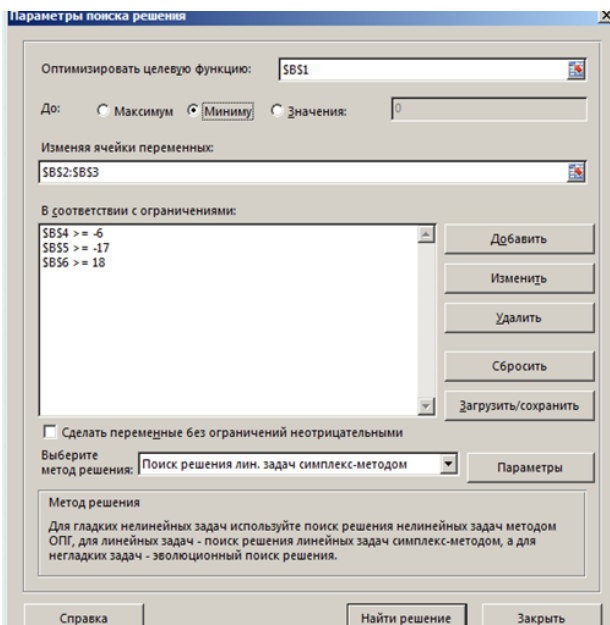 Параметры поиска решения
Оптимизировать целевую функцию: $B$1
До: Максимум Миниму Значения: 0
Изменяя ячейки переменных:
$B$2:$B$3
В соответствии с ограничениями:
$B$4 >= -6
$B$5 >= -17
$B$6 >= 18
Добавить
Изменить
Удалить
Сбросить
Загрузить/сохранить
Сделать переменные без ограничений неотрицательными
Выберите
метод решения: Поиск решения лин. задач симплекс-методом Параметры
Метод решения
Для гладких нелинейных задач используйте поиск решения нелинейных задач методом
ОПГ, для линейных задач - поиск решения линейных задач симплекс-методом, а для
негладких задач - эволюционный поиск решения.
Справка Найти решение Закрыть